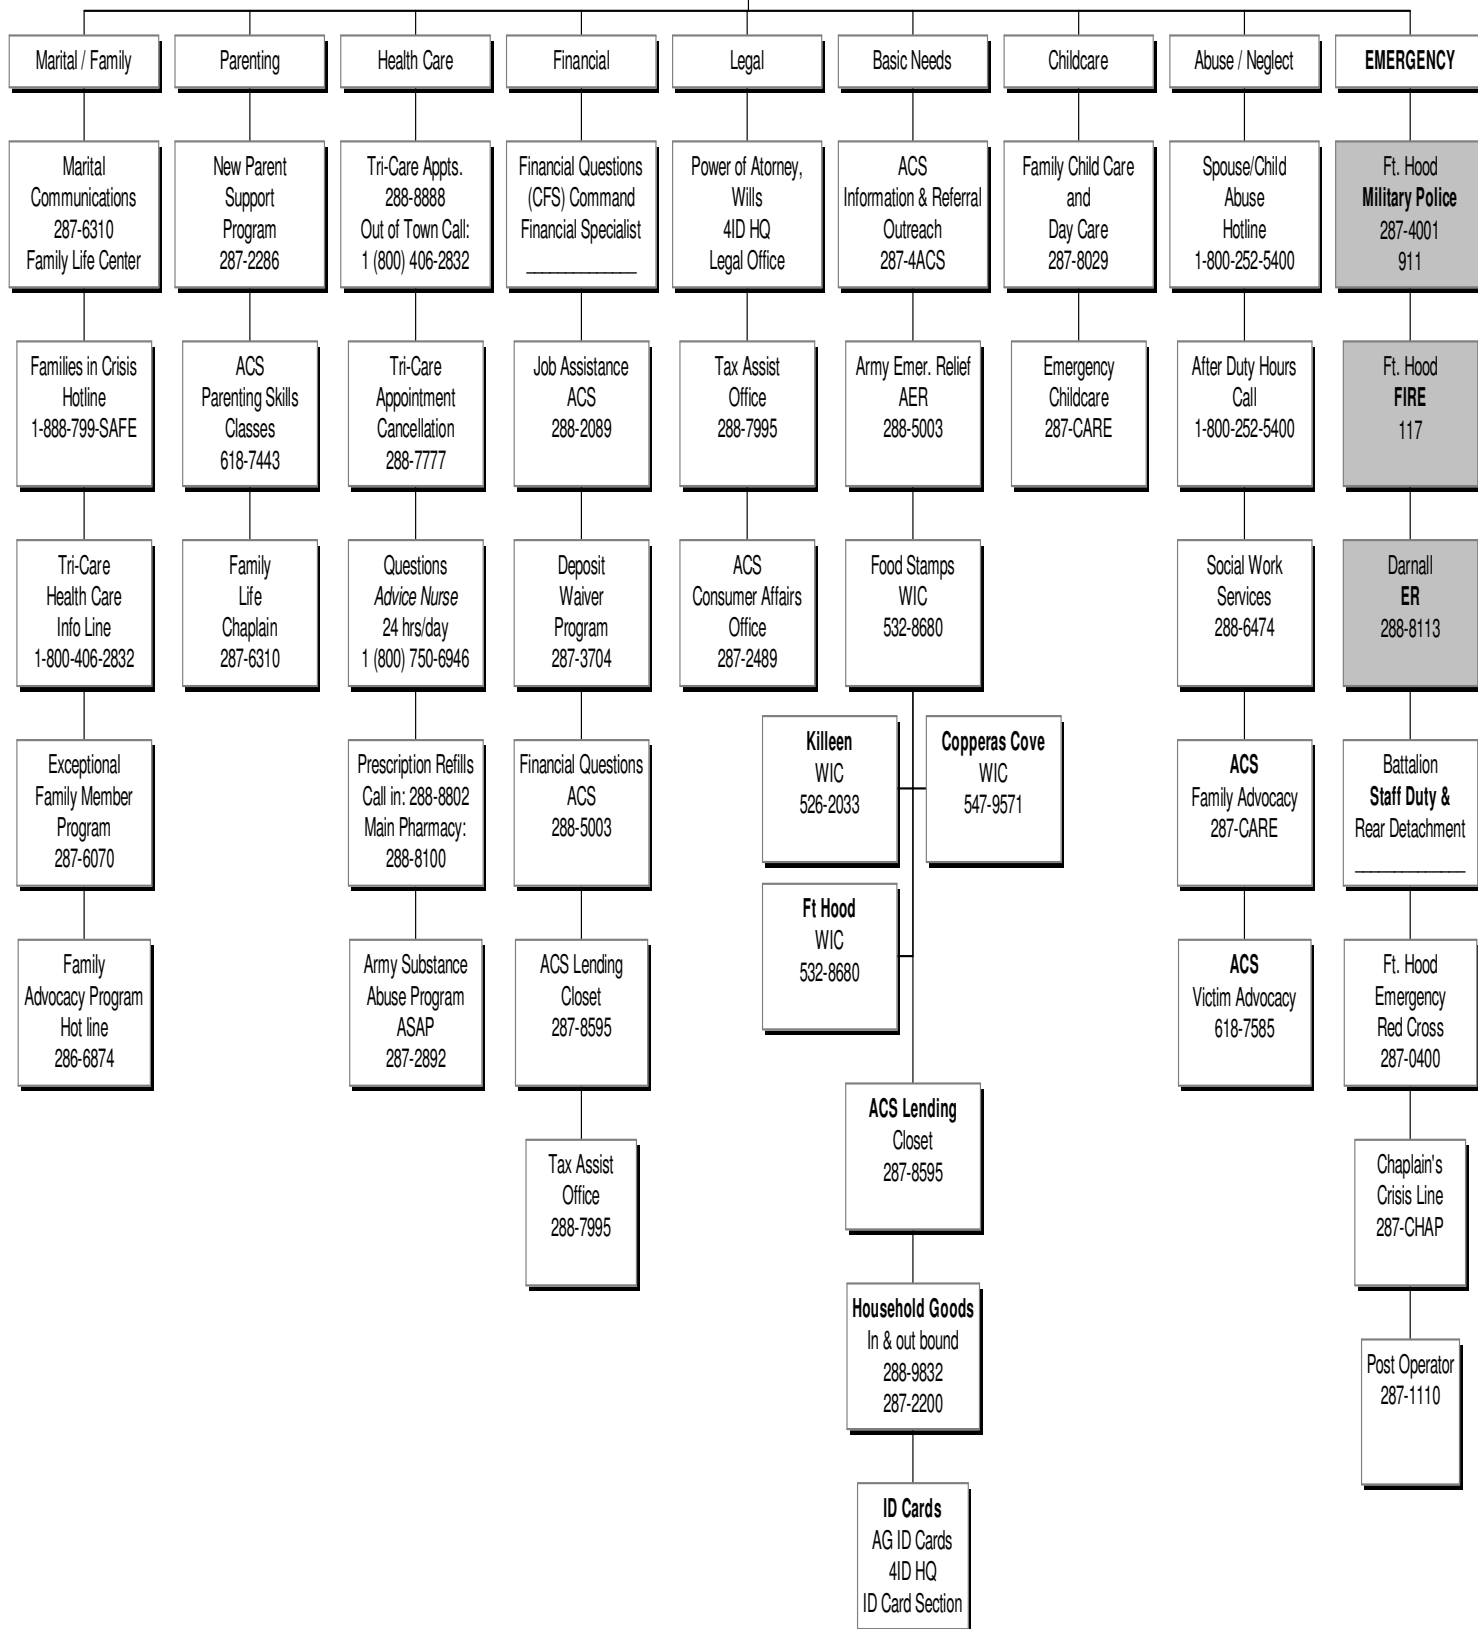 Marital / Family
Parenting
Health Care
Financial
Legal
Basic Needs
Childcare
Abuse / Neglect
EMERGENCY
Marital
Communications
287-6310
Family Life Center
Families in Crisis
Hotline
1-888-799-SAFE
Tri-Care
Health Care
Info Line
1-800-406-2832
Exceptional
Family Member
Program
287-6070
Family
Advocacy Program
Hot line
286-6874
New Parent
Support
Program
287-2286
ACS
Parenting Skills
Classes
618-7443
Family
Life
Chaplain
287-6310
Tri-Care Appts.
288-8888
Out of Town Call:
1 (800) 406-2832
Tri-Care
Appointment
Cancellation
288-7777
Questions
Advice Nurse
24 hrs/day
1 (800) 750-6946
Prescription Refills
Call in: 288-8802
Main Pharmacy:
288-8100
Army Substance
Abuse Program
ASAP
287-2892
Financial Questions
(CFS) Command
Financial Specialist
______________
Job Assistance
ACS
288-2089
Deposit
Waiver
Program
287-3704
Financial Questions
ACS
288-5003
ACS Lending
Closet
287-8595
Tax Assist
Office
288-7995
Power of Atorney,
Wills
4ID HQ
Legal Office
Tax Assist
Office
288-7995
ACS
Consumer Affairs
Office
287-2489
ACS
Information & Referral
Outreach
287-4ACS
Army Emer. Relief
AER
288-5003
Food Stamps
WIC
532-8680
Killeen
WIC
526-2033
Copperas Cove
WIC
547-9571
Ft Hood
WIC
532-8680
ACS Lending
Closet
287-8595
Household Goods
In & out bound
288-9832
287-2200
ID Cards
AG ID Cards
4ID HQ
ID Card Section
Family Child Care
and
Day Care
287-8029
Emergency
Childcare
287-CARE
Spouse/Child
Abuse
Hotline
1-800-252-5400
After Duty Hours
Call
1-800-252-5400
Social Work
Services
288-6474
ACS
Family Advocacy
287-CARE
ACS
Victim Advocacy
618-7585
Ft. Hood
Military Police
287-4001
911
Ft. Hood
FIRE
117
Darnall
ER
288-8113
Battalion
Staff Duty &
Rear Detachment
______________
Ft. Hood
Emergency
Red Cross
287-0400
Chaplain's
Crisis Line
287-CHAP
Post Operator
287-1110